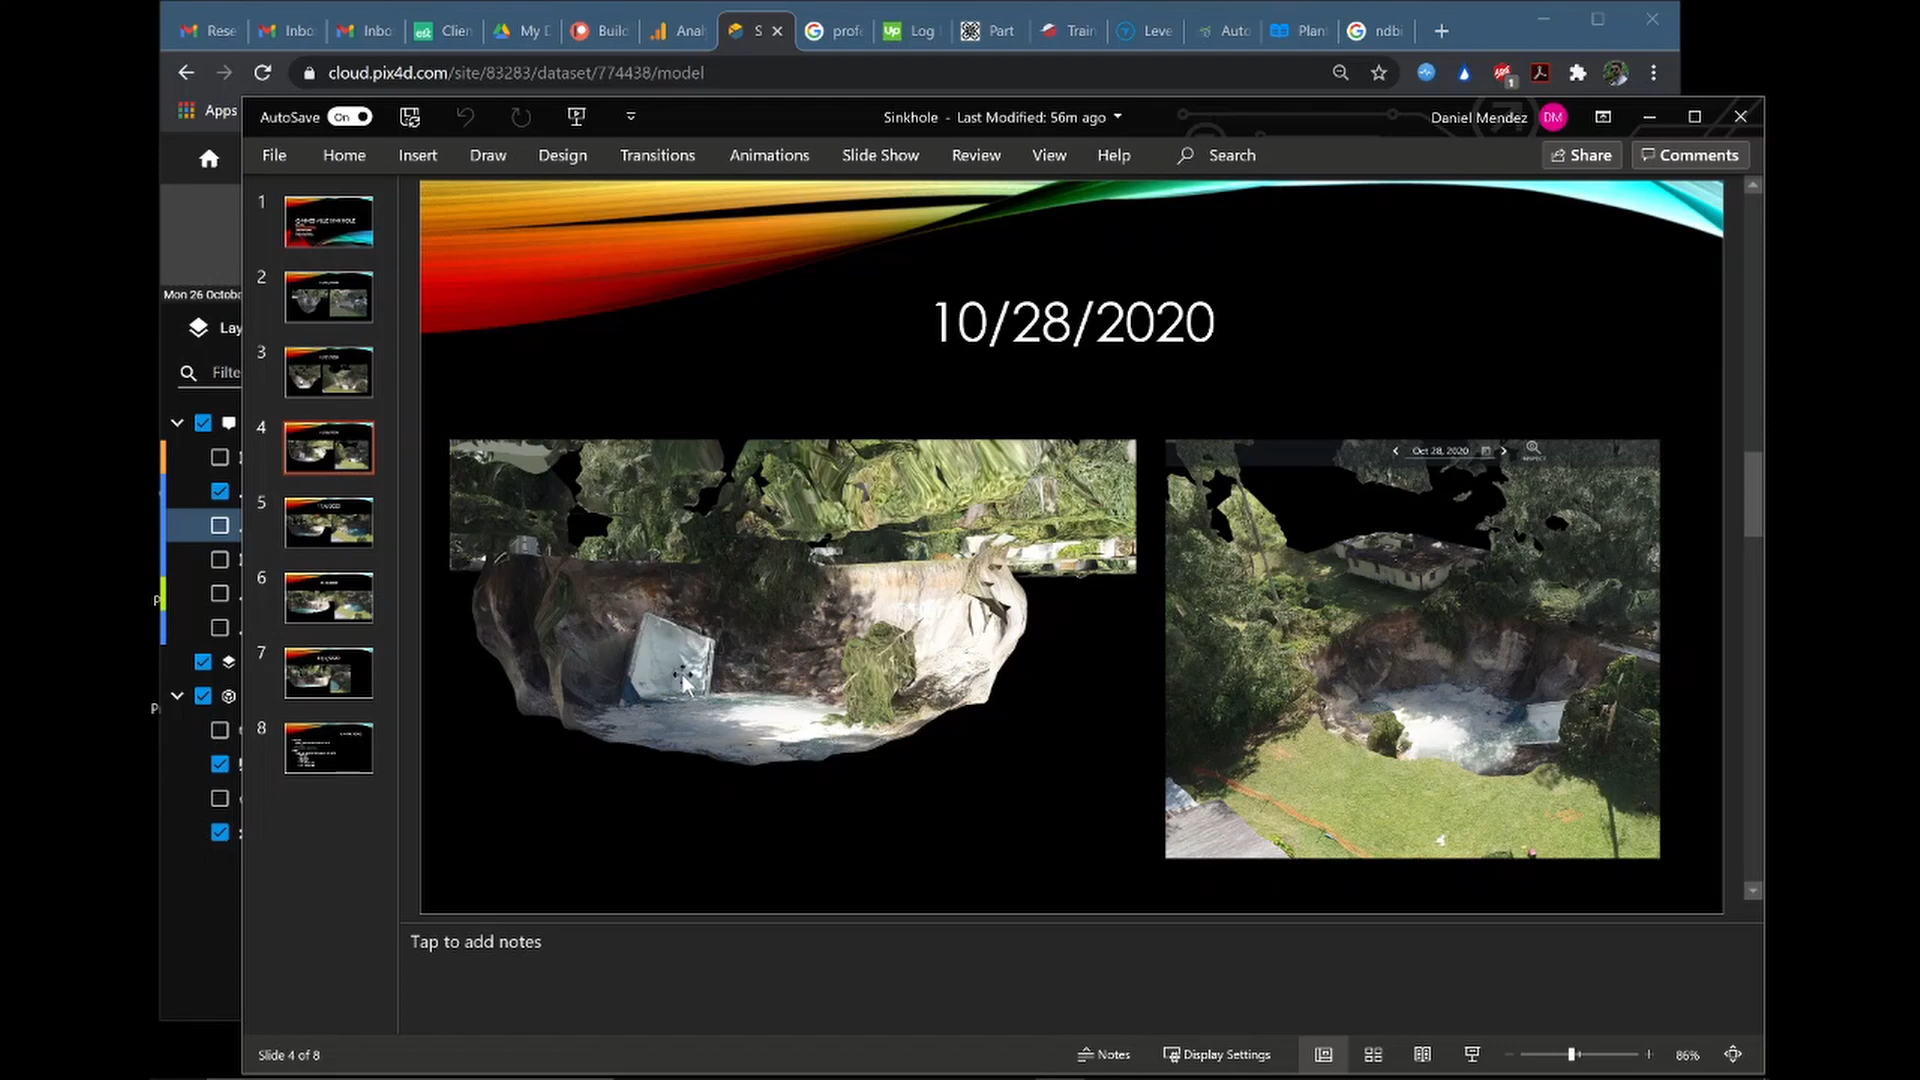 Rese
Inbo
Inbo
Clien
My D
Build
Anal
S
profe
Log
Part
Train
Leve
Auto
Plan
ndbi
cloud.pix4d.com/site/83283/dataset/774438/model
Apps
AutoSave
On
Sinkhole - Last Modified: 56m ago
Daniel Mendez
DM
File
Home
Insert
Draw
Design
Transitions
Animations
Slide Show
Review
View
Help
Search
Share
Comments
Mon 26 Octobe
Lay
Filte
1
2
3
4
5
6
7
8
10/28/2020
Oct 28, 2020
Tap to add notes
Slide 4 of 8
Notes
Display Settings
86%